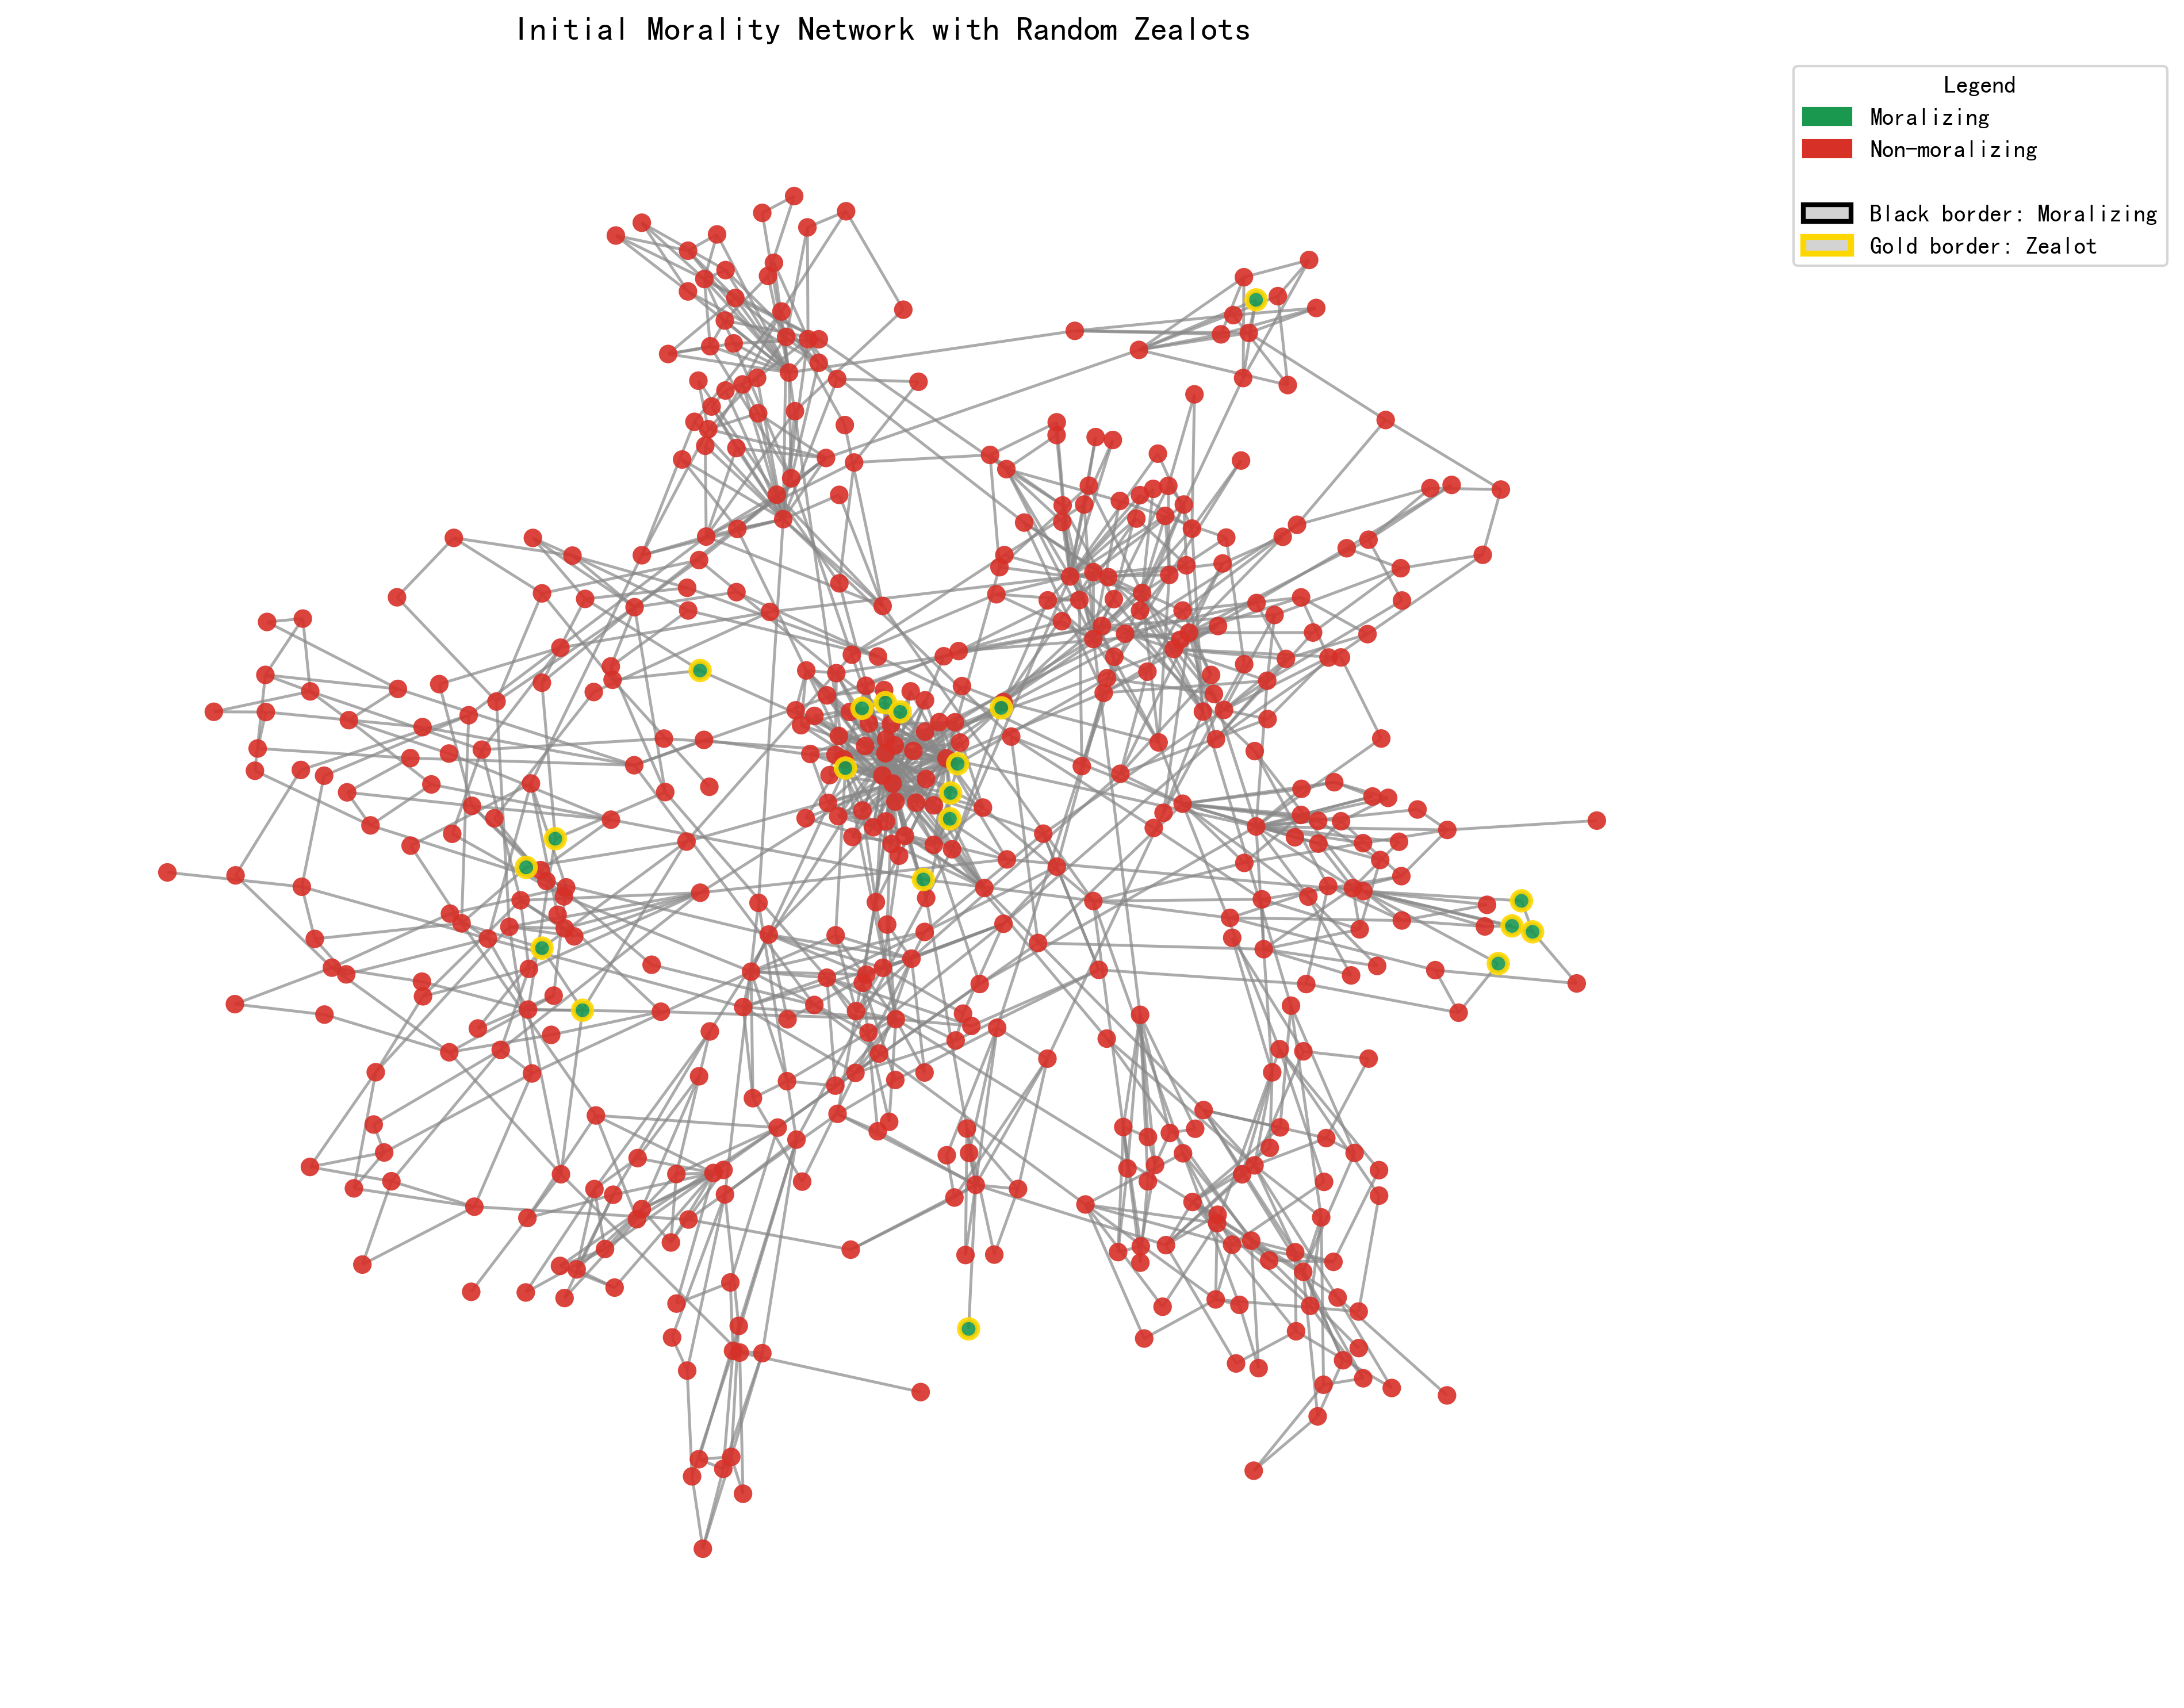 Initial Morality Network with Random Zealots
Legend
Moralizing
Non-moralizing
Black border: Moralizing
Gold border: Zealot